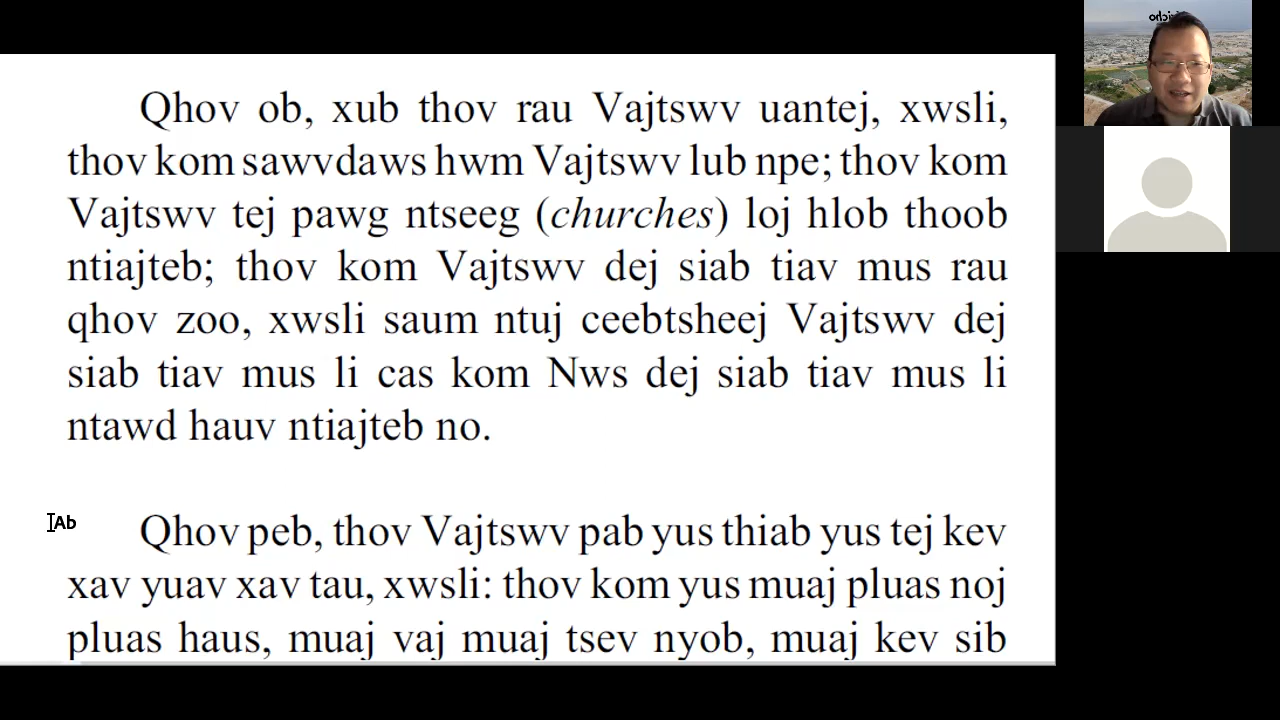 Qhov ob, xub thov rau Vajtswv uantej, xwsli,
thov kom sawvdaws hwm Vajtswv lub npe; thov kom
Vajtswv tej pawg ntseeg (churches) loj hlob thoob
ntiajteb; thov kom Vajtswv dej siab tiav mus rau
qhov zoo, xwsli saum ntuj ceebtsheej Vajtswv dej
siab tiav mus li cas kom Nws dej siab tiav mus li
ntawd hauv ntiajteb no.
Ab
Qhov peb, thov Vajtswv pab yus thiab yus tej kev
xav yuav xav tau, xwsli: thov kom yus muaj pluas noj
pluas haus, muaj vaj muaj tsev nyob, muaj kev sib